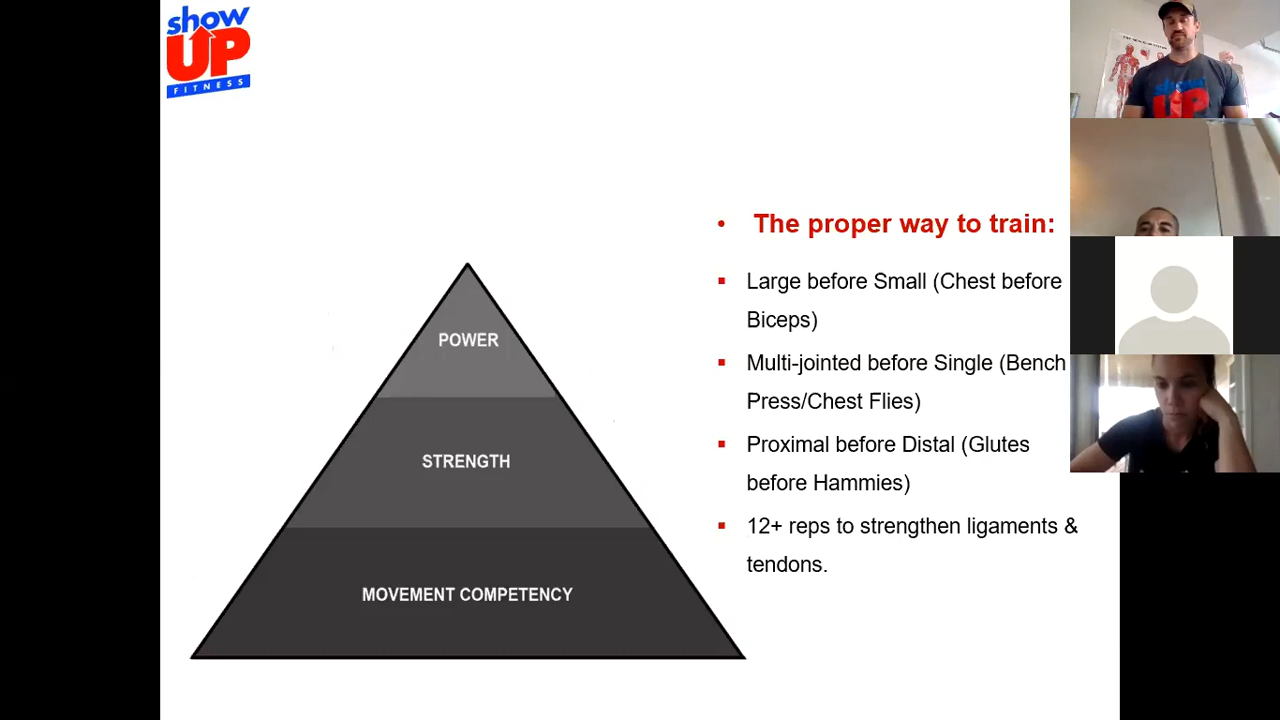 show
UP
FITNESS
The proper way to train:
Large before Small (Chest before
Biceps)
Multi-jointed before Single (Bench
Press/Chest Flies)
Proximal before Distal (Glutes
before Hammies)
12+ reps to strengthen ligaments &
tendons.
POWER
STRENGTH
MOVEMENT COMPETENCY
show
UP